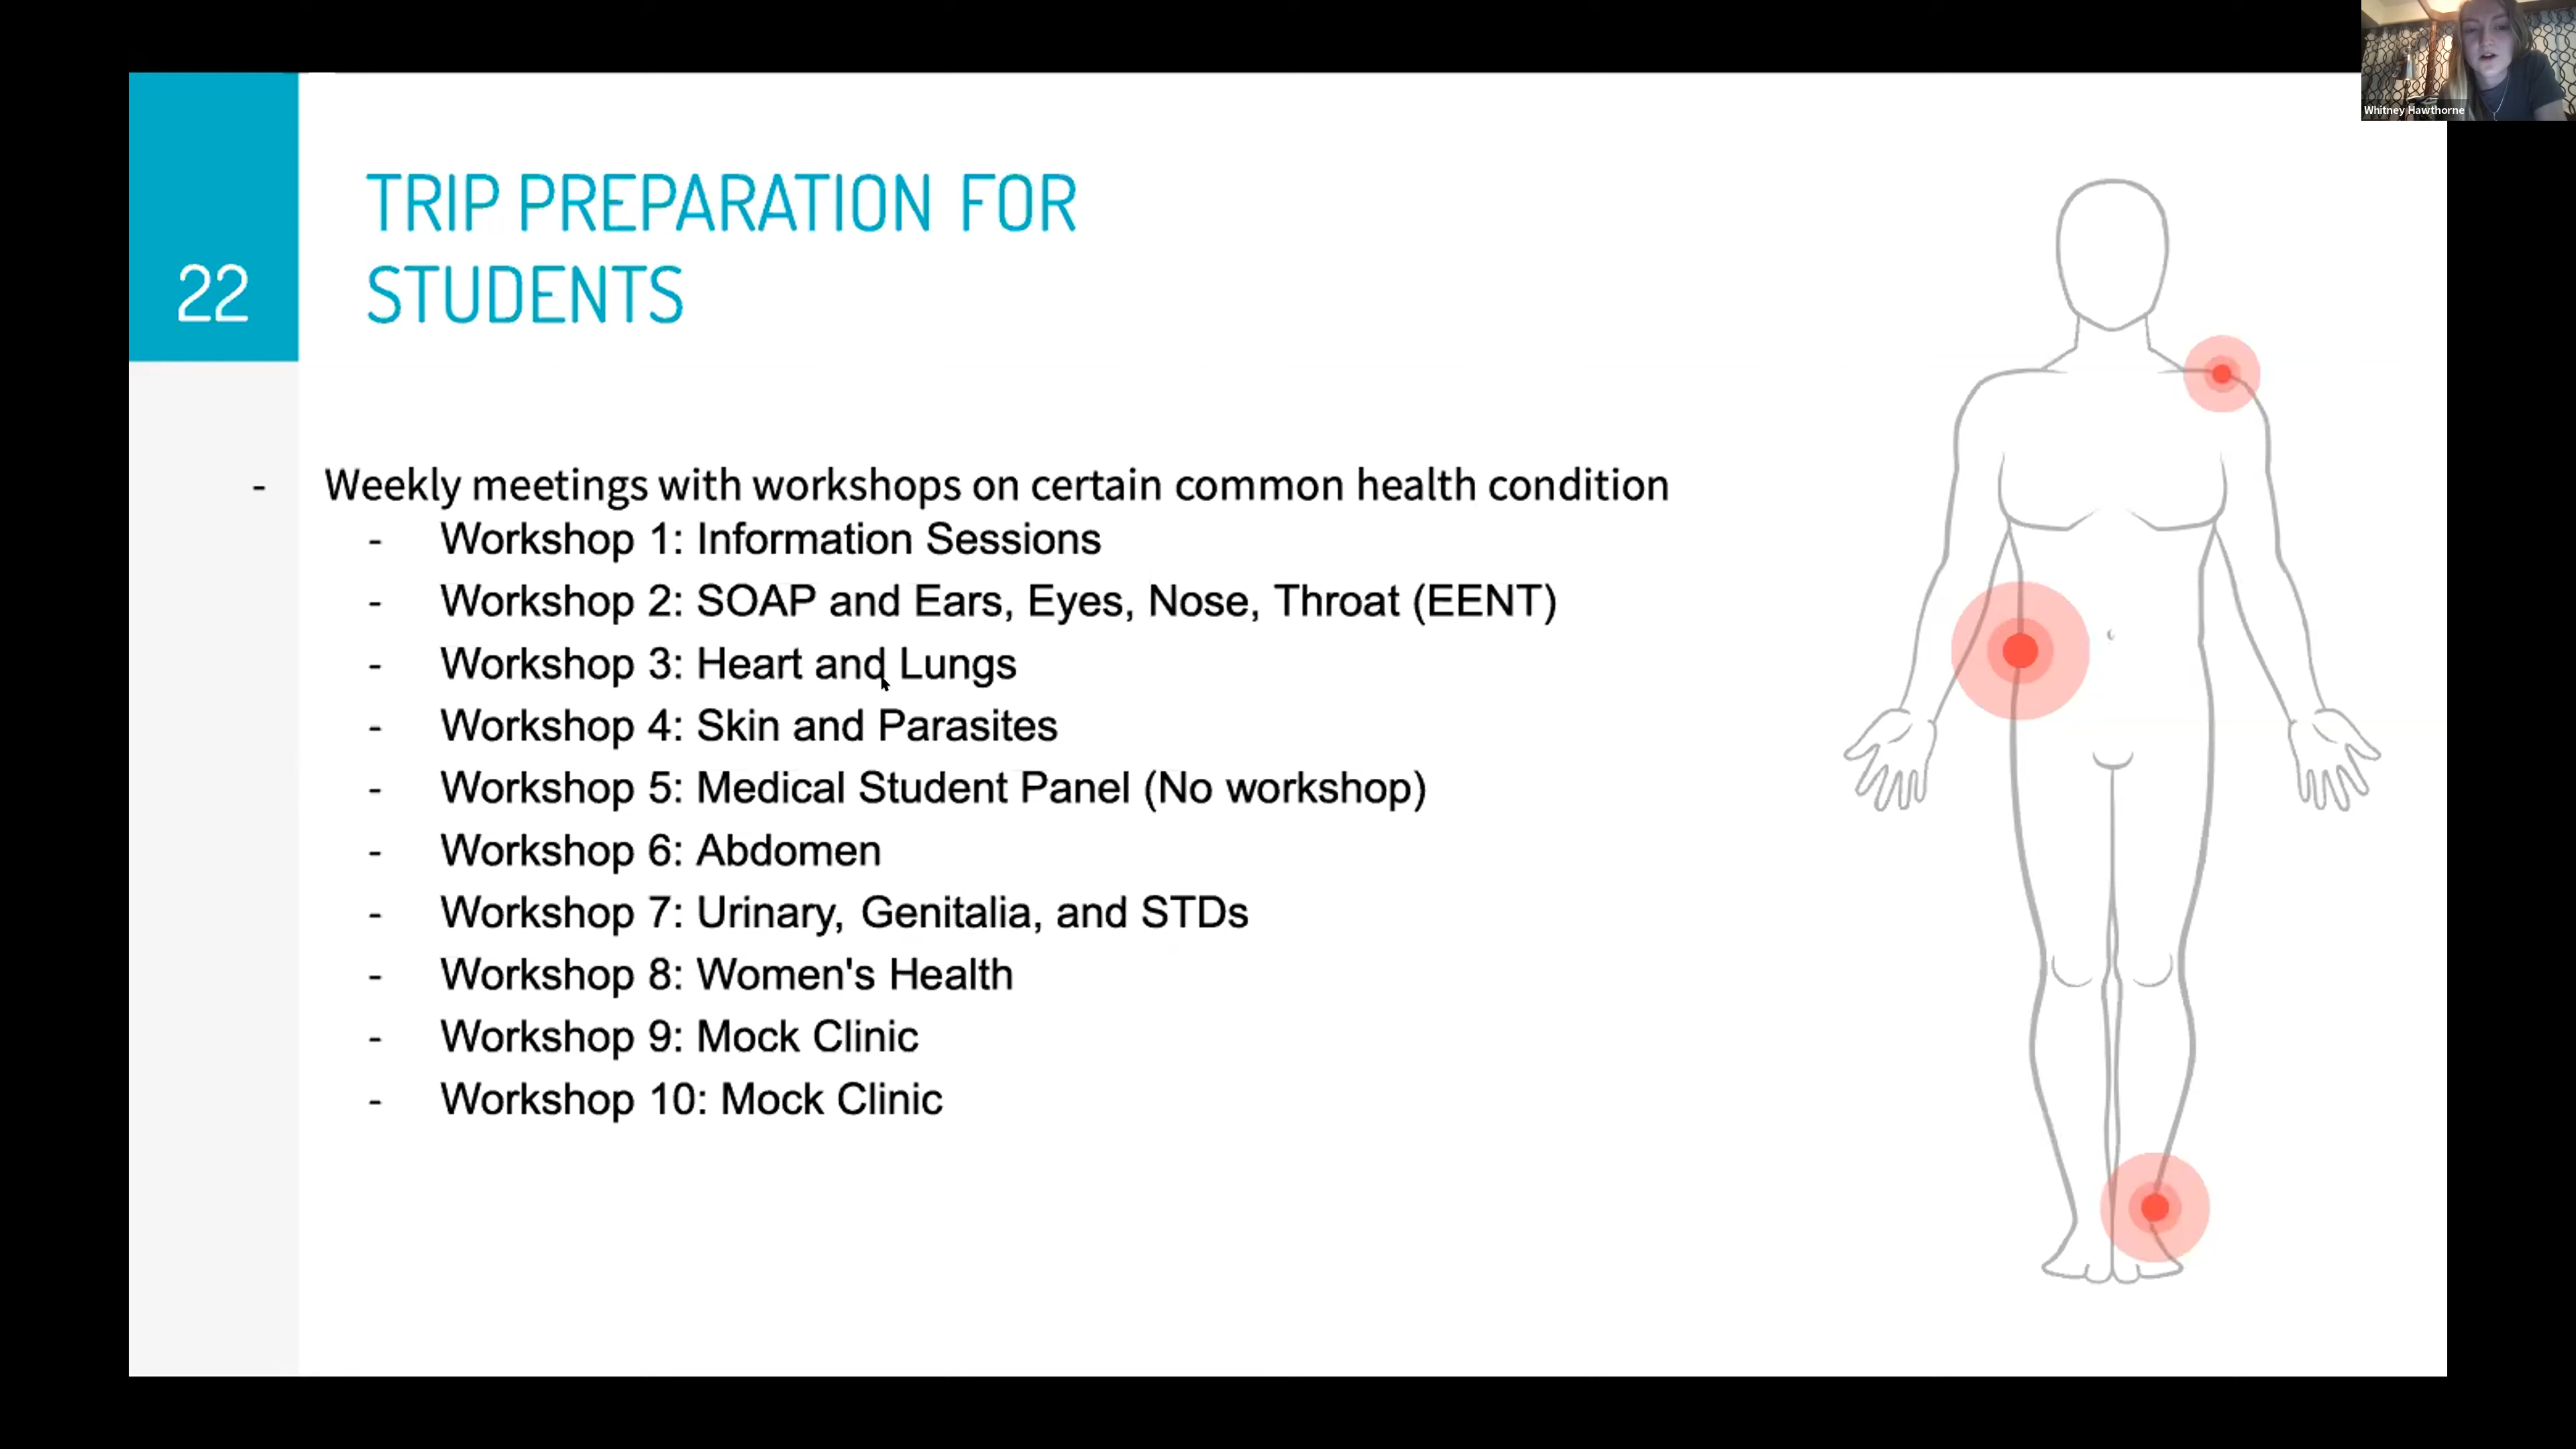 Whitney Hawthorne
22
TRIP PREPARATION FOR
STUDENTS
- Weekly meetings with workshops on certain common health condition
- Workshop 1: Information Sessions
- Workshop 2: SOAP and Ears, Eyes, Nose, Throat (EENT)
- Workshop 3: Heart and Lungs
- Workshop 4: Skin and Parasites
- Workshop 5: Medical Student Panel (No workshop)
- Workshop 6: Abdomen
- Workshop 7: Urinary, Genitalia, and STDs
- Workshop 8: Women's Health
- Workshop 9: Mock Clinic
- Workshop 10: Mock Clinic